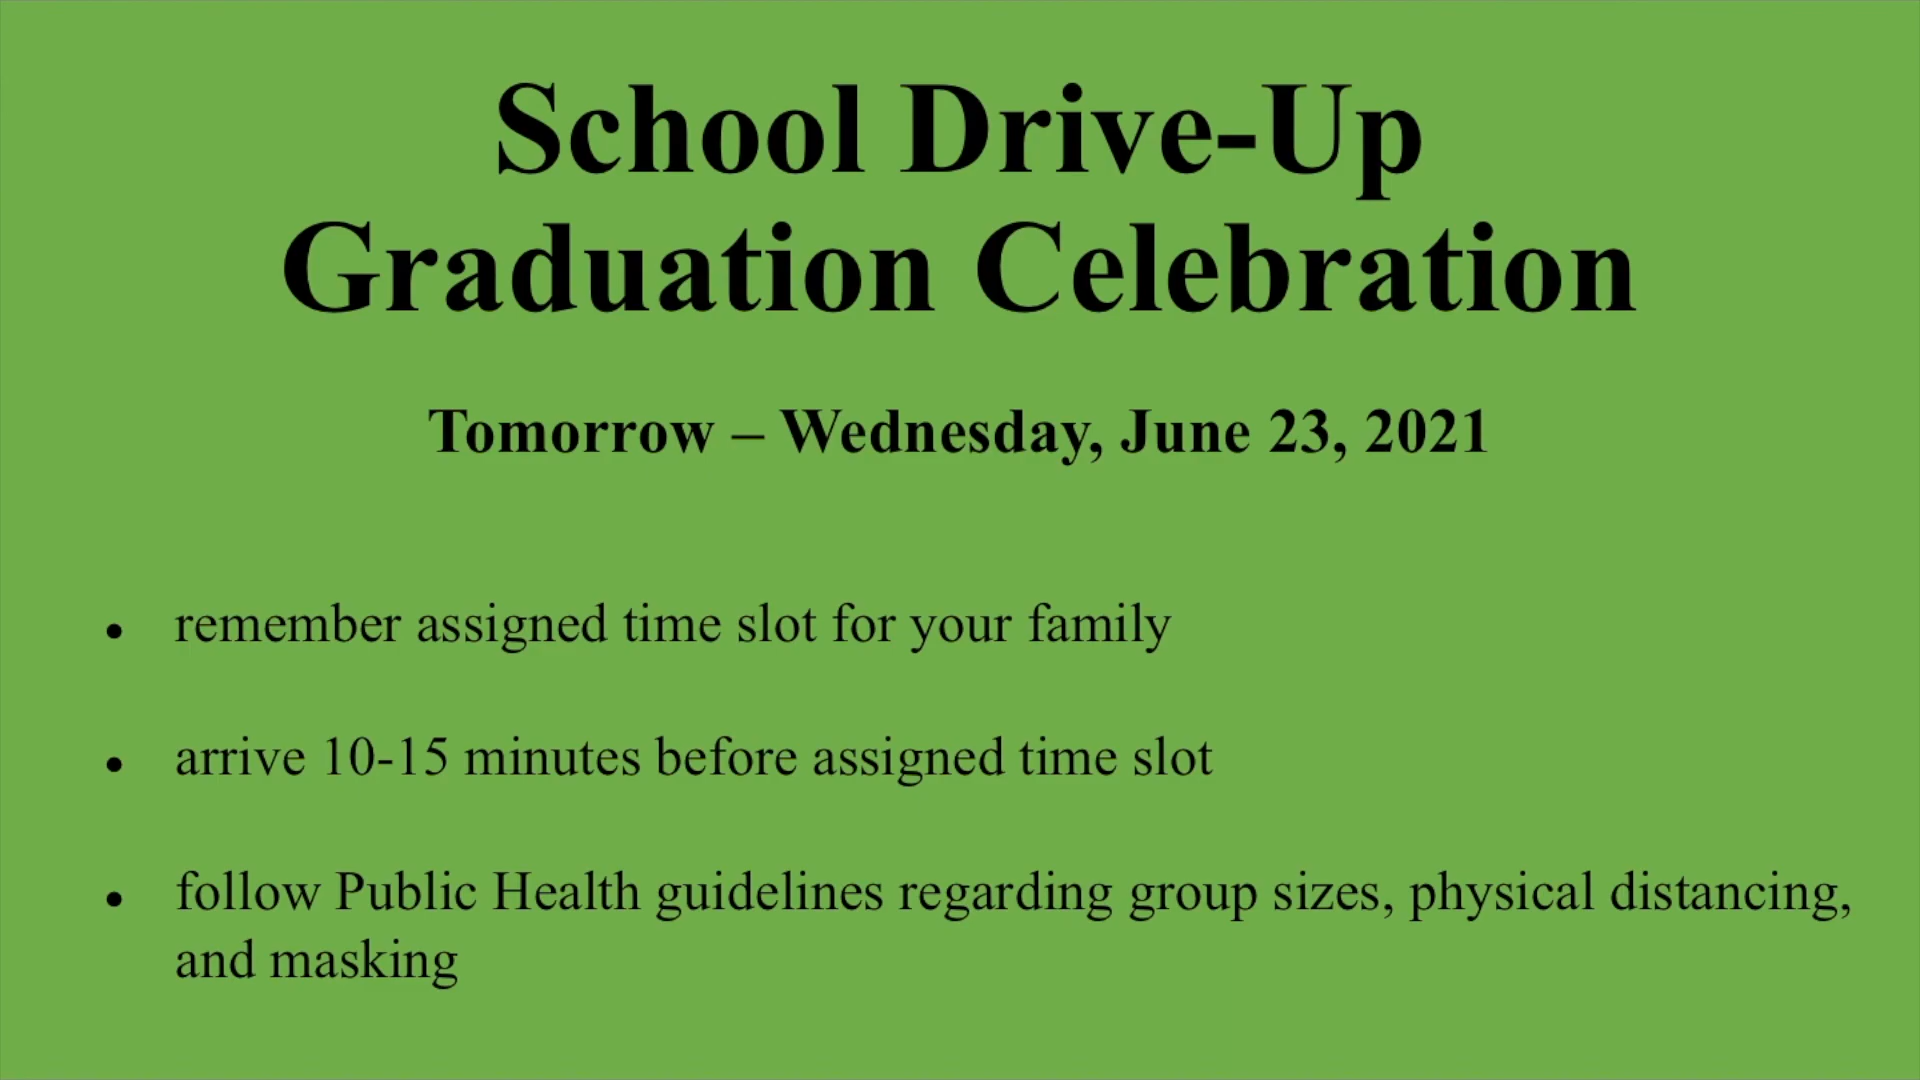 School Drive-Up
Graduation Celebration
Tomorrow – Wednesday, June 23, 2021
• remember assigned time slot for your family
• arrive 10-15 minutes before assigned time slot
• follow Public Health guidelines regarding group sizes, physical distancing,
and masking